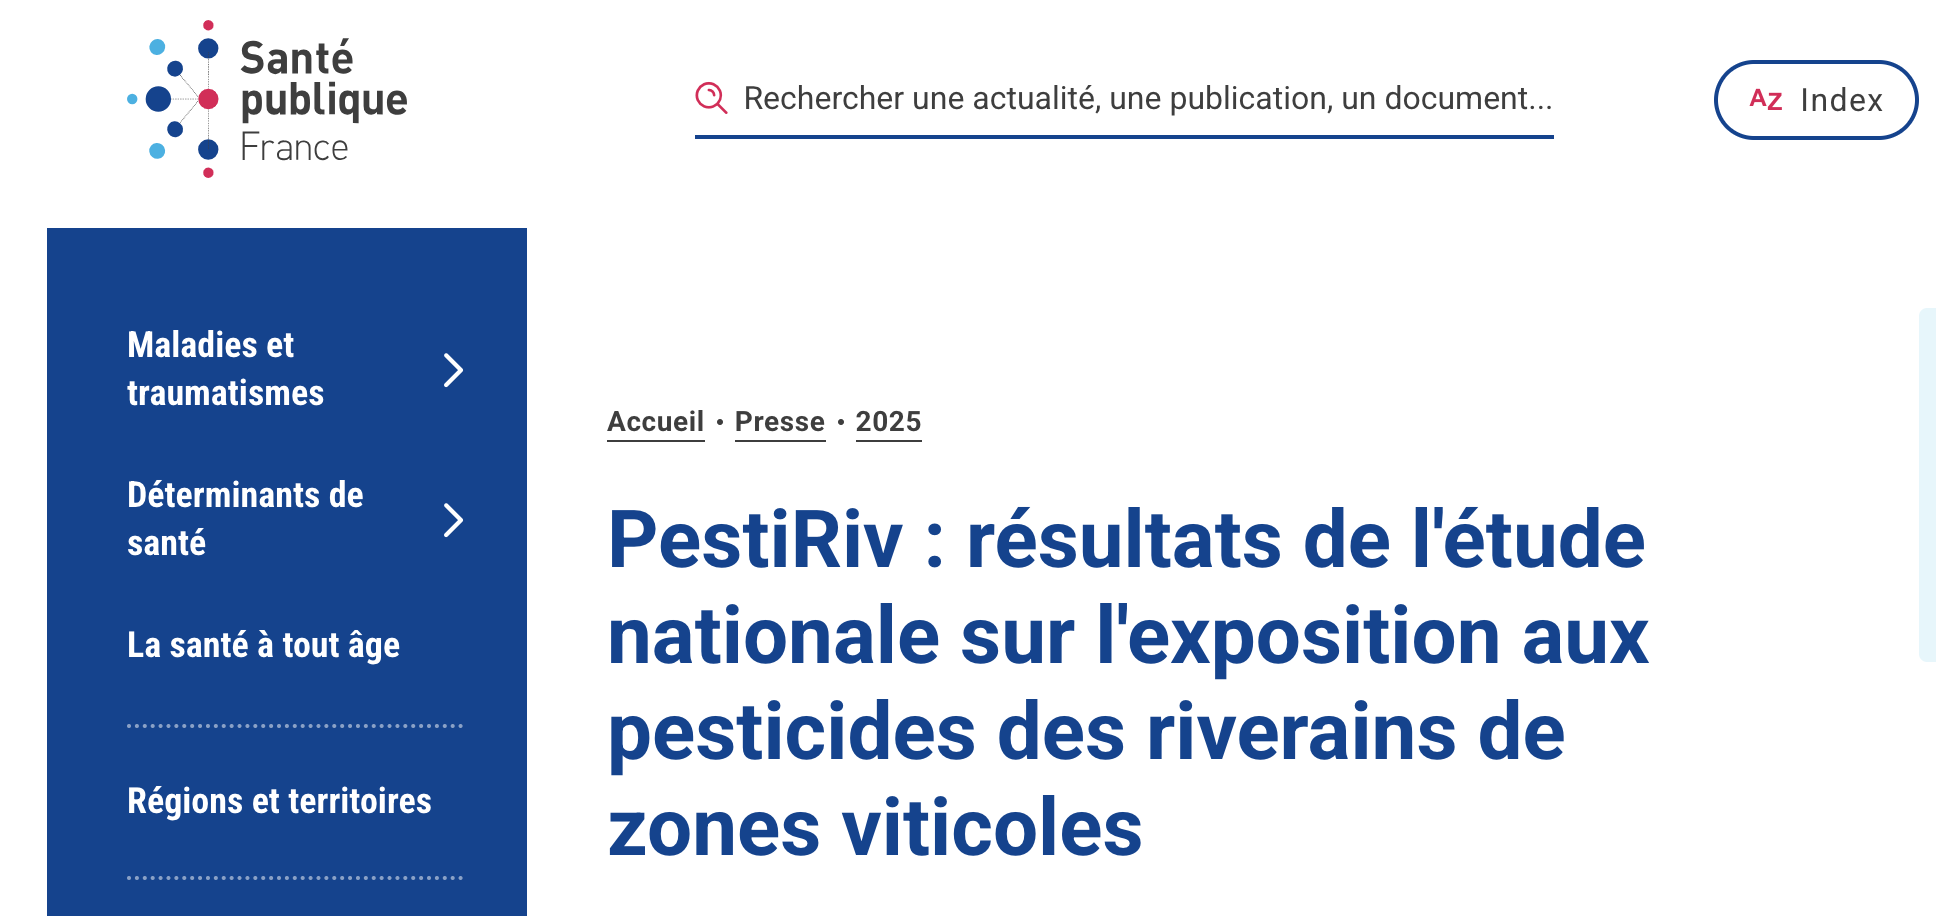 Santé
publique
France
Rechercher une actualité, une publication, un document...
AZ Index
Maladies et
traumatismes
Déterminants de
santé
La santé à tout âge
Régions et territoires
Accueil • Presse • 2025
PestiRiv : résultats de l'étude
nationale sur l'exposition aux
pesticides des riverains de
zones viticoles